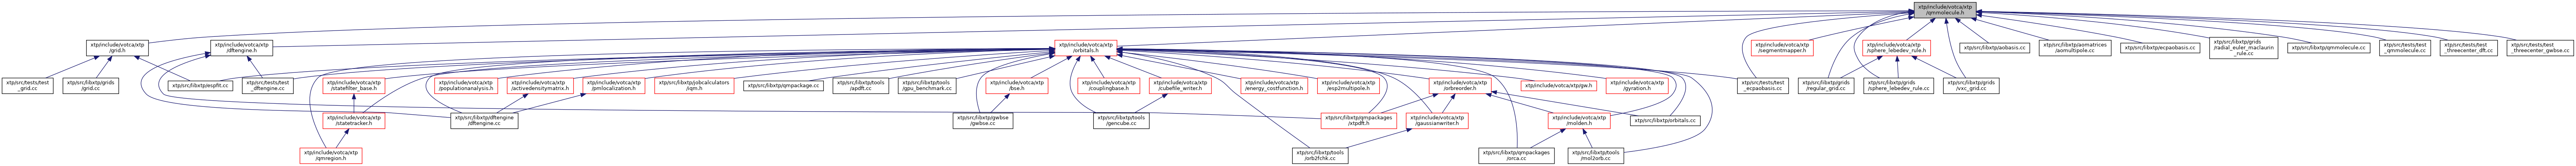 xtp/include/votca/xtp
/qmmolecule.h
xtp/include/votca/xtp
/grid.h
xtp/include/votca/xtp
/dftengine.h
xtp/include/votca/xtp
/orbitals.h
xtp/include/votca/xtp
/segmentmapper.h
xtp/include/votca/xtp
/sphere_lebedev_rule.h
xtp/src/libxtp/aobasis.cc
xtp/src/libxtp/aomatrices
/aomultipole.cc
xtp/src/libxtp/ecpaobasis.cc
xtp/src/libxtp/grids
/radial_euler_maclaurin
_rule.cc
xtp/src/libxtp/qmmolecule.cc
xtp/src/tests/test
_qmmolecule.cc
xtp/src/tests/test
_threecenter_dft.cc
xtp/src/tests/test
_threecenter_gwbse.cc
xtp/src/tests/test
_grid.cc
xtp/src/libxtp/grids
/grid.cc
xtp/src/libxtp/espfit.cc
xtp/src/tests/test
_dftengine.cc
xtp/include/votca/xtp
/statefilter_base.h
xtp/include/votca/xtp
/populationanalysis.h
xtp/include/votca/xtp
/activedensitymatrix.h
xtp/include/votca/xtp
/pmlocalization.h
xtp/src/libxtp/jobcalculators
/iqm.h
xtp/src/libxtp/qmpackage.cc
xtp/src/libxtp/tools
/apdft.cc
xtp/src/libxtp/tools
/gpu_benchmark.cc
xtp/include/votca/xtp
/bse.h
xtp/include/votca/xtp
/couplingbase.h
xtp/include/votca/xtp
/cubefile_writer.h
xtp/include/votca/xtp
/energy_costfunction.h
xtp/include/votca/xtp
/esp2multipole.h
xtp/include/votca/xtp
/orbreorder.h
xtp/include/votca/xtp/gw.h
xtp/include/votca/xtp
/gyration.h
xtp/src/tests/test
_ecpaobasis.cc
xtp/src/libxtp/grids
/regular_grid.cc
xtp/src/libxtp/grids
/sphere_lebedev_rule.cc
xtp/src/libxtp/grids
/vxc_grid.cc
xtp/include/votca/xtp
/statetracker.h
xtp/src/libxtp/dftengine
/dftengine.cc
xtp/src/libxtp/gwbse
/gwbse.cc
xtp/src/libxtp/tools
/gencube.cc
xtp/src/libxtp/qmpackages
/xtpdft.h
xtp/include/votca/xtp
/gaussianwriter.h
xtp/include/votca/xtp
/molden.h
xtp/src/libxtp/orbitals.cc
xtp/include/votca/xtp
/qmregion.h
xtp/src/libxtp/tools
/orb2fchk.cc
xtp/src/libxtp/qmpackages
/orca.cc
xtp/src/libxtp/tools
/mol2orb.cc